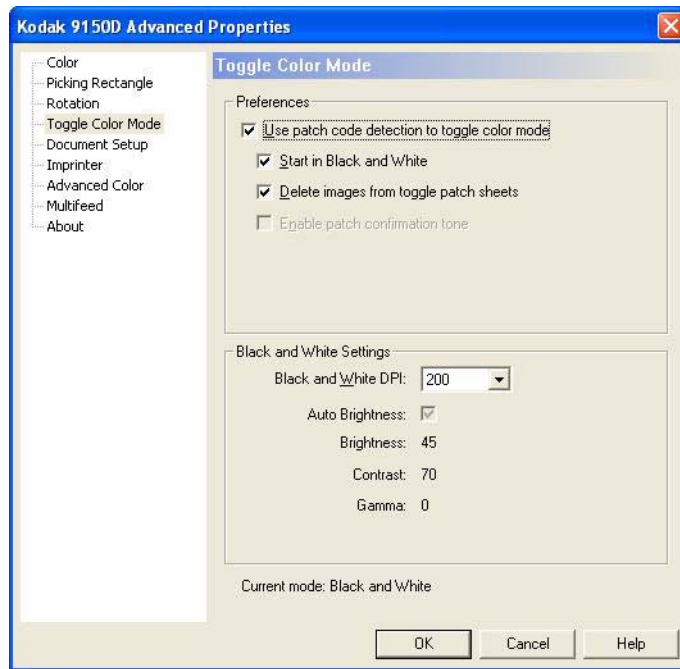 Kodak 9150D Advanced Properties
Color
Picking Rectangle
Rotation
Toggle Color Mode
Document Setup
Imprinter
Advanced Color
Multifeed
About
Toggle Color Mode
Preferences
Use patch code detection to toggle color mode
Start in Black and White
Delete images from toggle patch sheets
Enable patch confirmation tone
Black and White Settings
Black and White DPI: 200
Auto Brightness:
Brightness: 45
Contrast: 70
Gamma: 0
Current mode: Black and White
OK Cancel Help